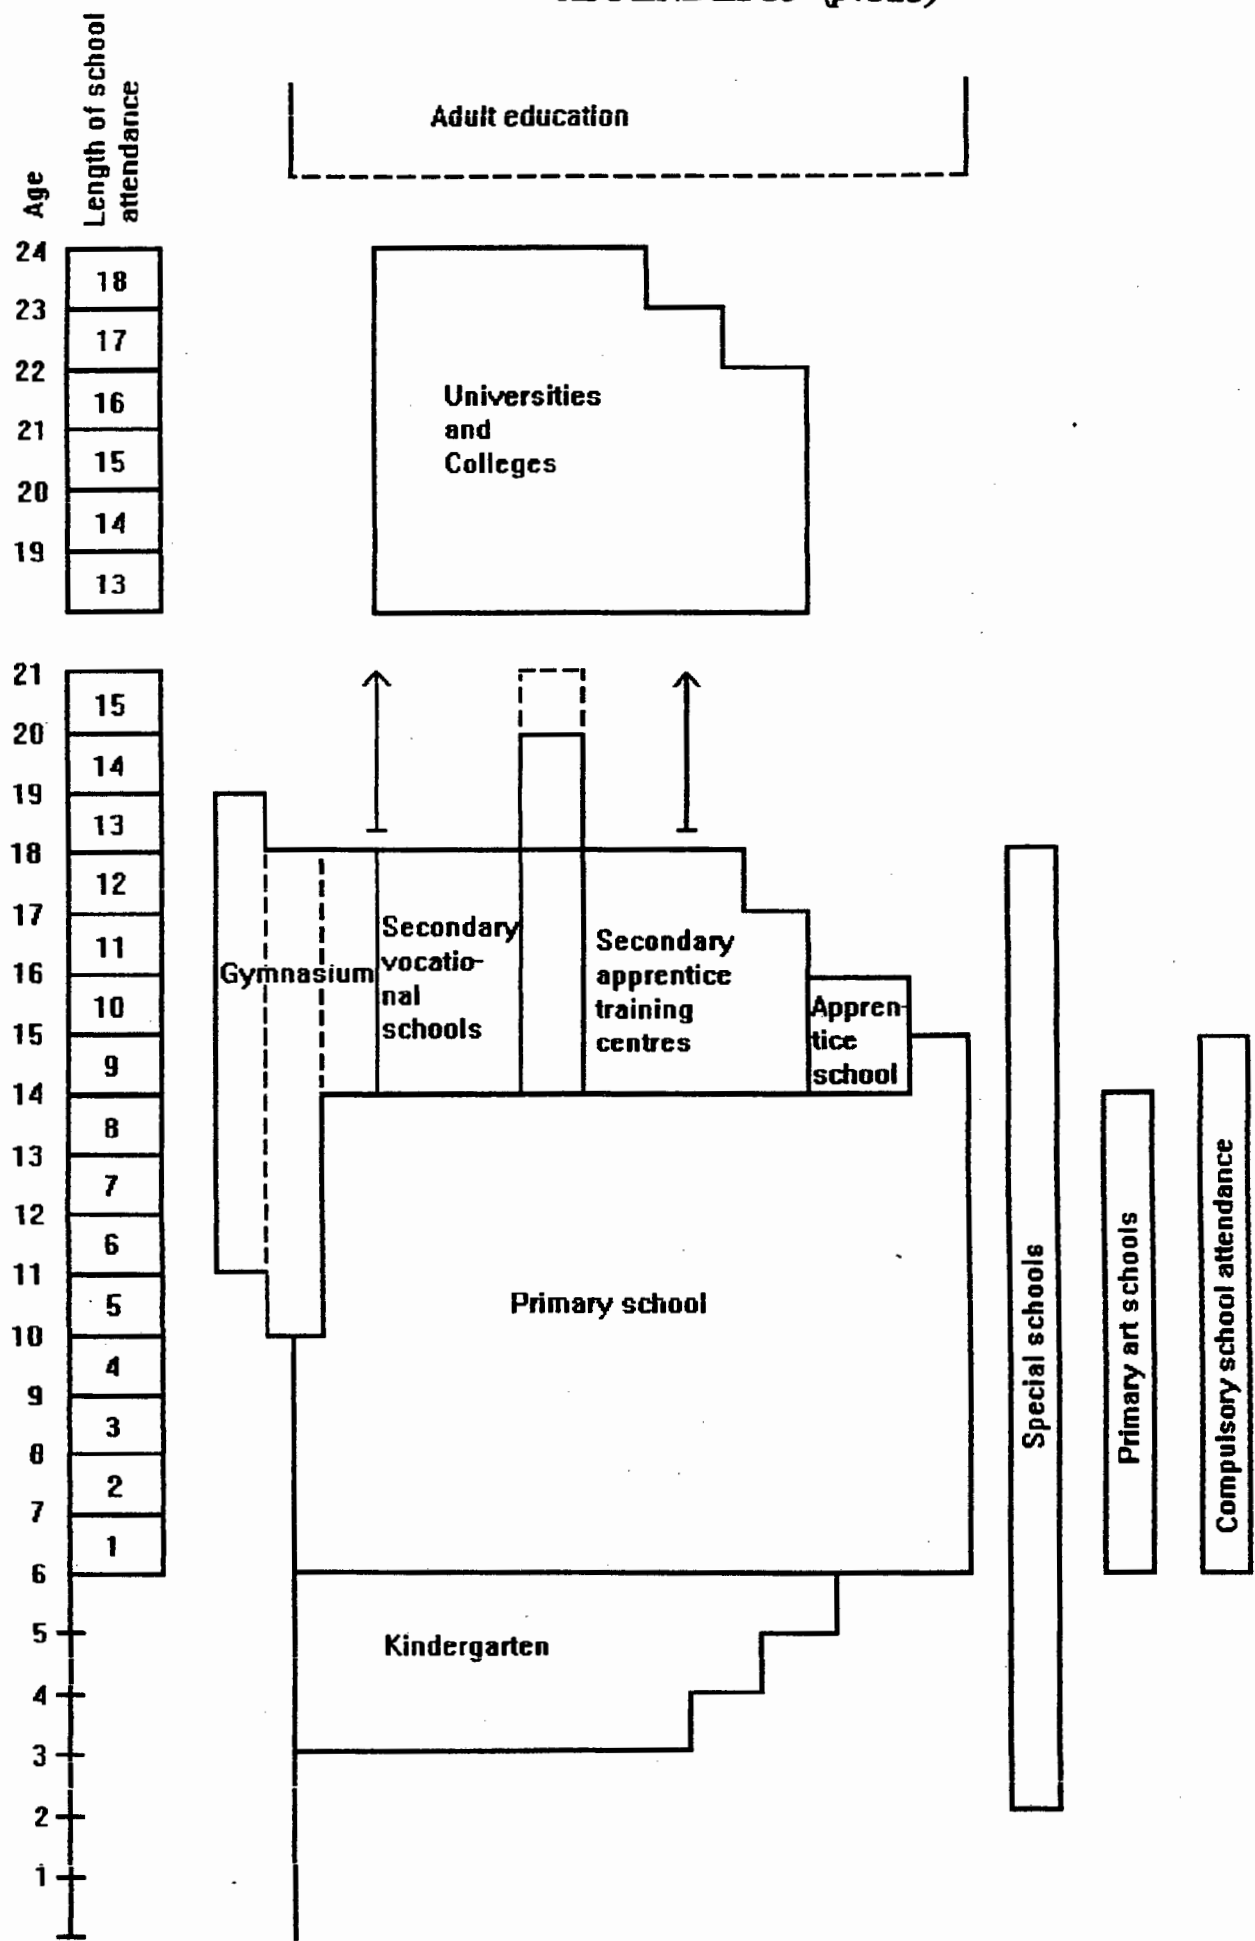 Age
Length of school
attendance
Adult education
24
18
23
17
22
16
21
15
20
14
19
13
Universities
and
Colleges
21
15
20
14
19
13
18
12
17
11
16
10
15
9
14
8
13
7
12
6
11
5
10
4
9
3
8
2
7
1
6
5
4
3
2
1
Gymnasium
Secondary
vocatio-
nal
schools
Secondary
apprentice
training
centres
Appren-
tice
school
Primary school
Kindergarten
Special schools
Primary art schools
Compulsory school attendance